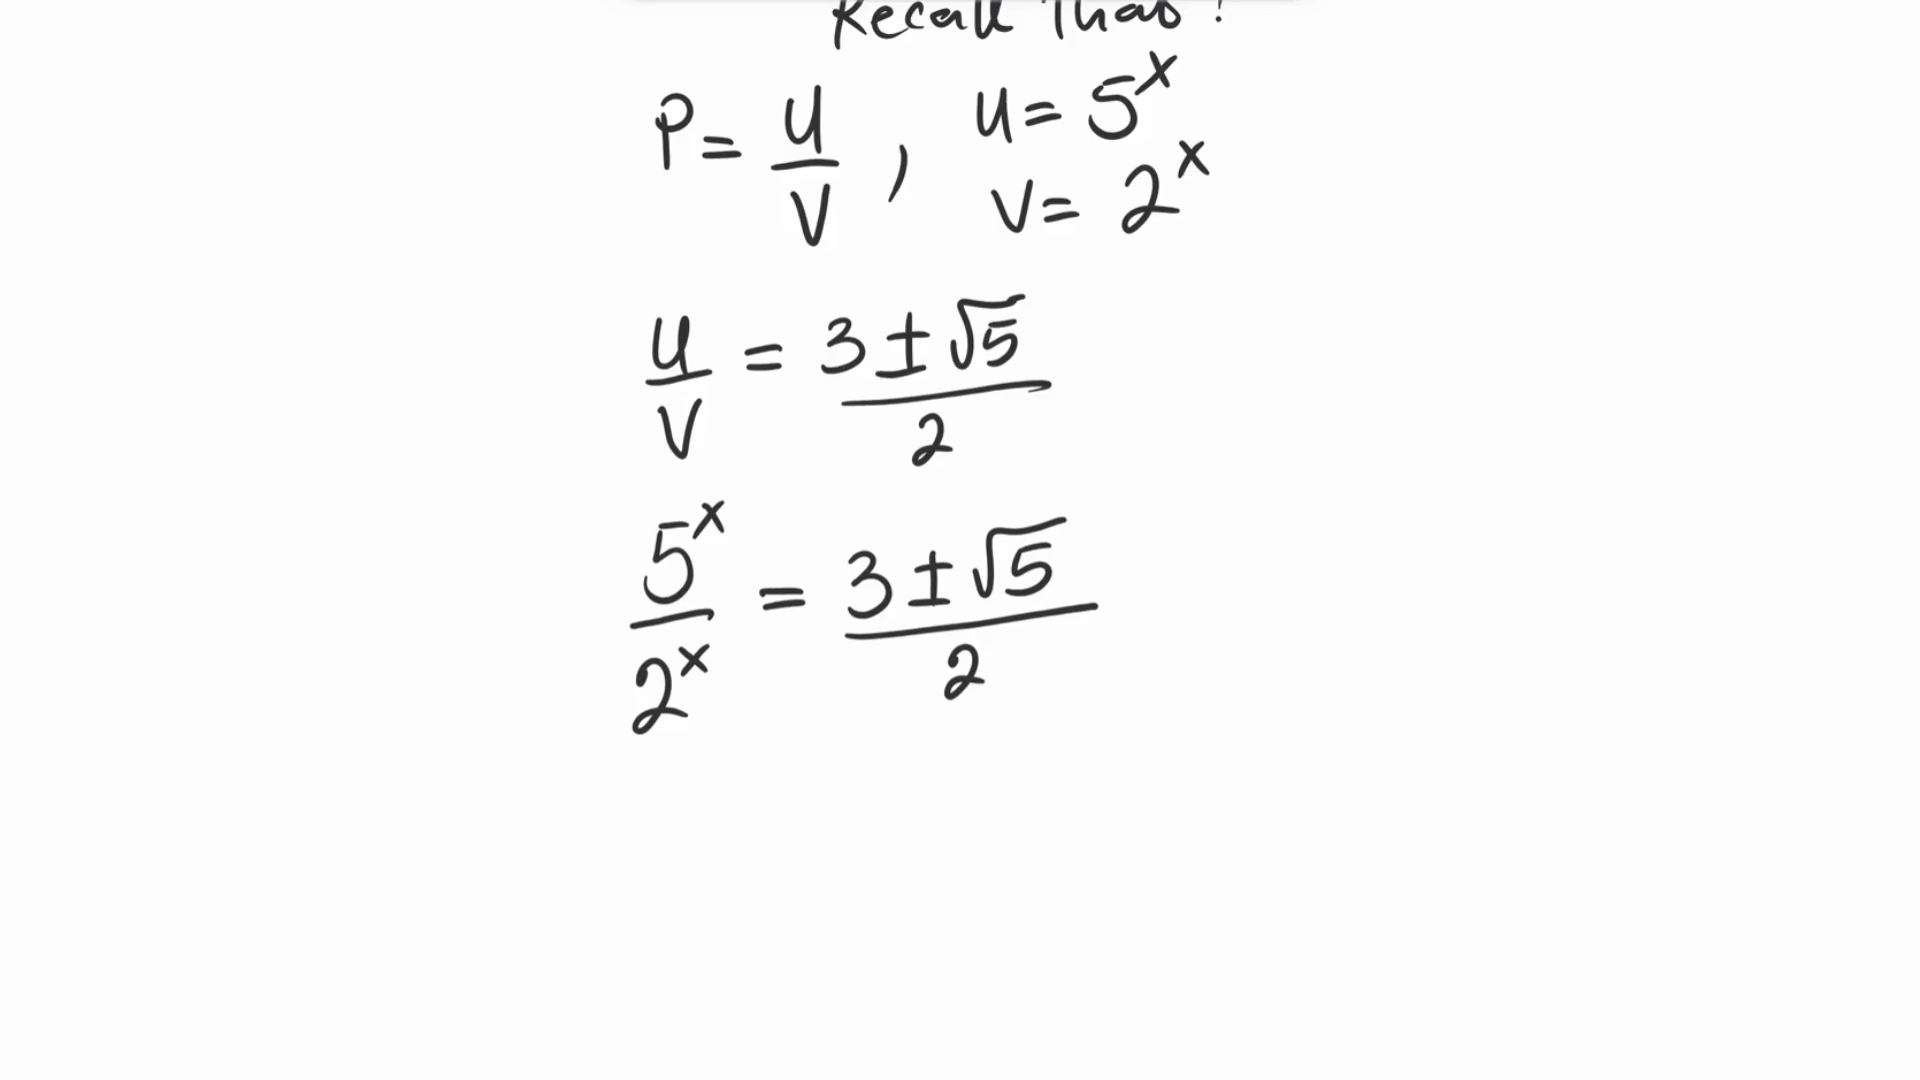 Recall That:
P = u/v , u = 5^x
v = 2^x
u/v = (3 ± √5)/2
5^x/2^x = (3 ± √5)/2